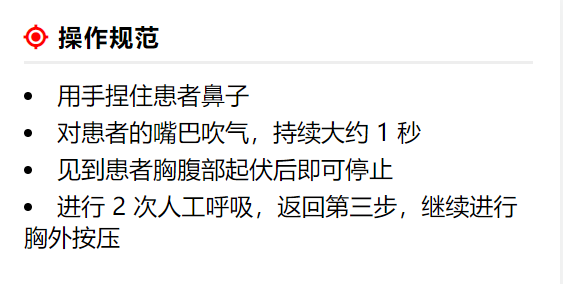 操作规范
• 用手捏住患者鼻子
• 对患者的嘴巴吹气，持续大约 1 秒
• 见到患者胸腹部起伏后即可停止
• 进行 2 次人工呼吸，返回第三步，继续进行
胸外按压